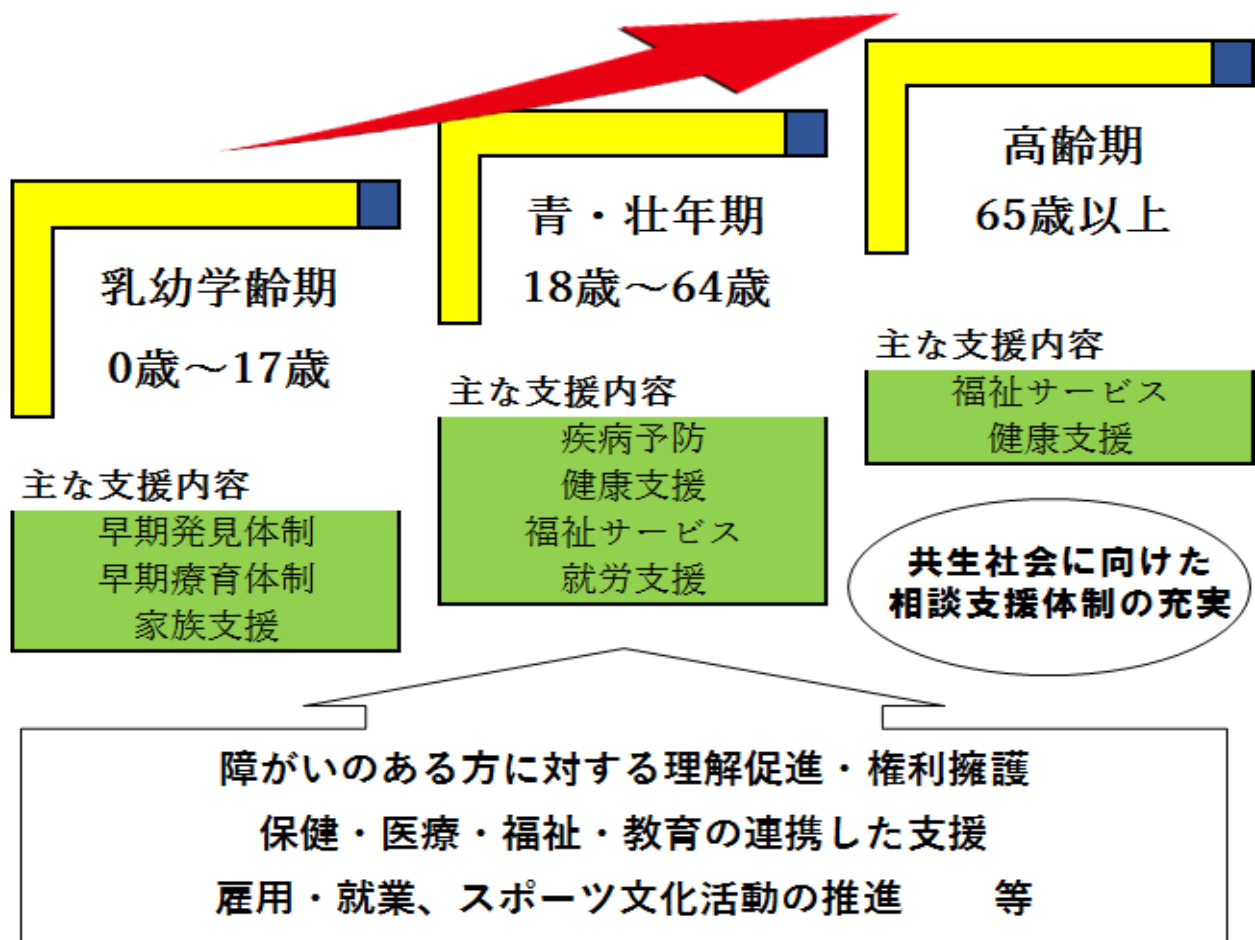 乳幼学齢期
0歳～17歳
主な支援内容
早期発見体制
早期療育体制
家族支援
青・壮年期
18歳～64歳
主な支援内容
疾病予防
健康支援
福祉サービス
就労支援
高齢期
65歳以上
主な支援内容
福祉サービス
健康支援
共生社会に向けた
相談支援体制の充実
障がいのある方に対する理解促進・権利擁護
保健・医療・福祉・教育の連携した支援
雇用・就業、スポーツ文化活動の推進　　等